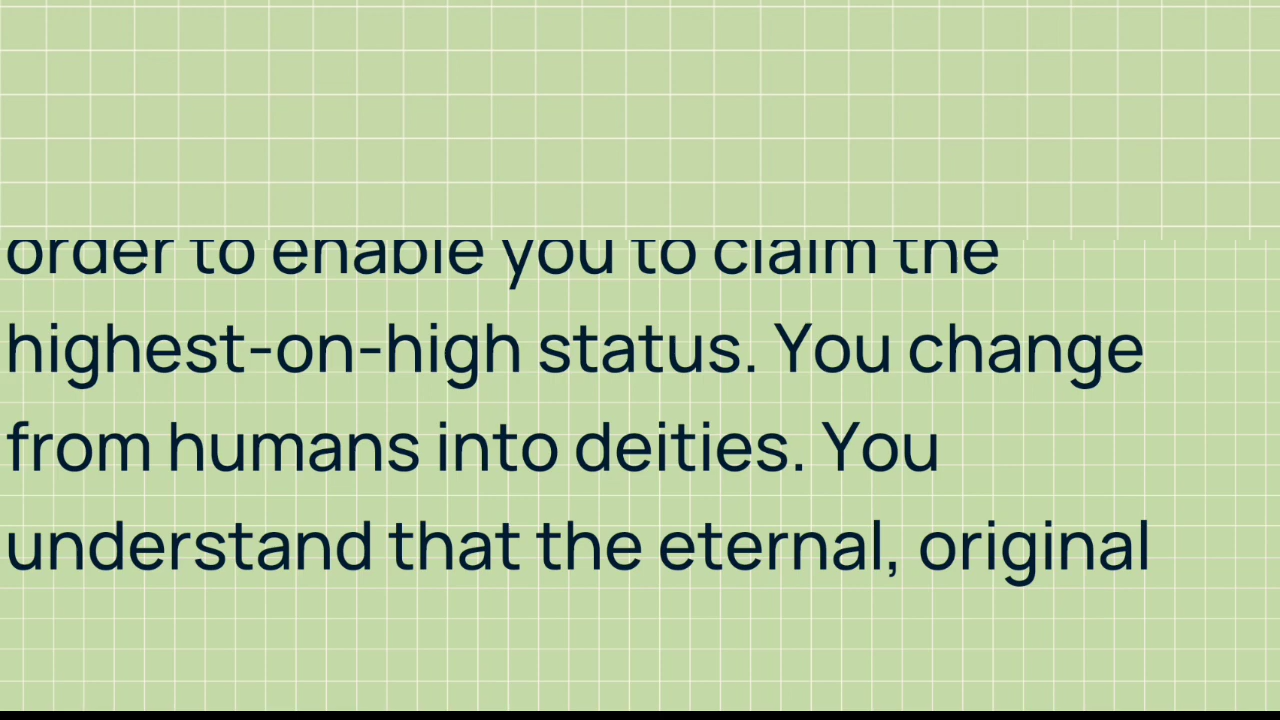 order to enable you to claim the
highest-on-high status. You change
from humans into deities. You
understand that the eternal, original